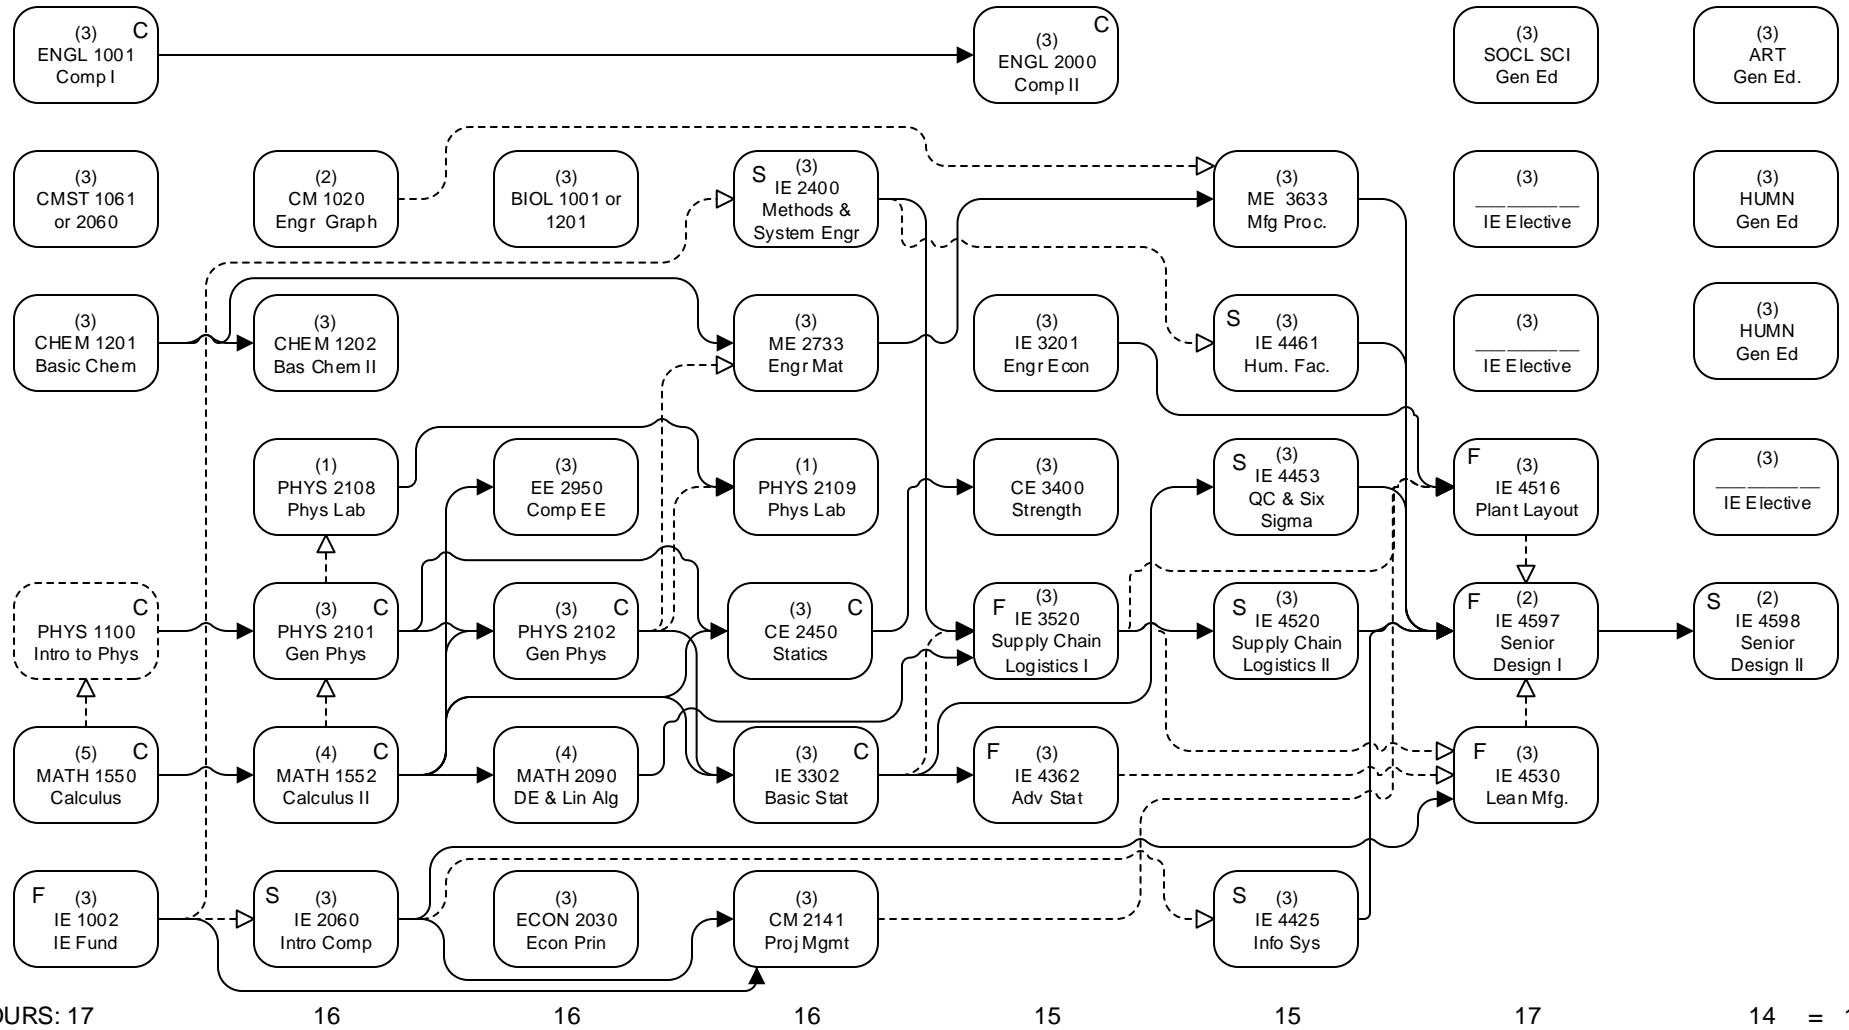 (3) C
ENGL 1001
Comp I
(3) C
ENGL 2000
Comp II
(3)
SOCL SCI
Gen Ed
(3)
ART
Gen Ed.
(3)
CMST 1061
or 2060
(2)
CM 1020
Engr Graph
(3)
BIOL 1001 or
1201
S (3)
IE 2400
Methods &
System Engr
(3)
ME 3633
Mfg Proc.
(3)
__________
IE Elective
(3)
HUMN
Gen Ed
(3)
CHEM 1201
Basic Chem
(3)
CHEM 1202
Bas Chem II
(3)
ME 2733
Engr Mat
(3)
IE 3201
Engr Econ
S (3)
IE 4461
Hum. Fac.
(3)
__________
IE Elective
(3)
HUMN
Gen Ed
(1)
PHYS 2108
Phys Lab
(3)
EE 2950
Comp EE
(1)
PHYS 2109
Phys Lab
(3)
CE 3400
Strength
S (3)
IE 4453
QC & Six
Sigma
F (3)
IE 4516
Plant Layout
(3)
__________
IE Elective
C
PHYS 1100
Intro to Phys
(3) C
PHYS 2101
Gen Phys
(3) C
PHYS 2102
Gen Phys
(3) C
CE 2450
Statics
F (3)
IE 3520
Supply Chain
Logistics I
S (3)
IE 4520
Supply Chain
Logistics II
F (2)
IE 4597
Senior
Design I
S (2)
IE 4598
Senior
Design II
(5) C
MATH 1550
Calculus
(4) C
MATH 1552
Calculus II
(4)
MATH 2090
DE & Lin Alg
(3) C
IE 3302
Basic Stat
F (3)
IE 4362
Adv Stat
F (3)
IE 4530
Lean Mfg.
F (3)
IE 1002
IE Fund
S (3)
IE 2060
Intro Comp
(3)
ECON 2030
Econ Prin
(3)
CM 2141
Proj Mgmt
S (3)
IE 4425
Info Sys
OURS: 17 16 16 16 15 15 17 14 =